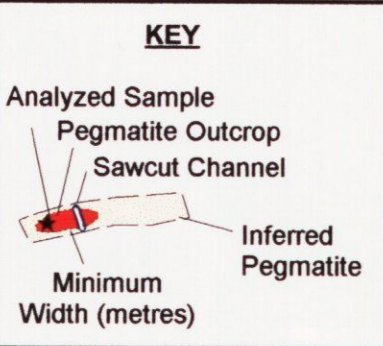 KEY
Analyzed Sample
Pegmatite Outcrop
Sawcut Channel
Inferred
Pegmatite
Minimum
Width (metres)